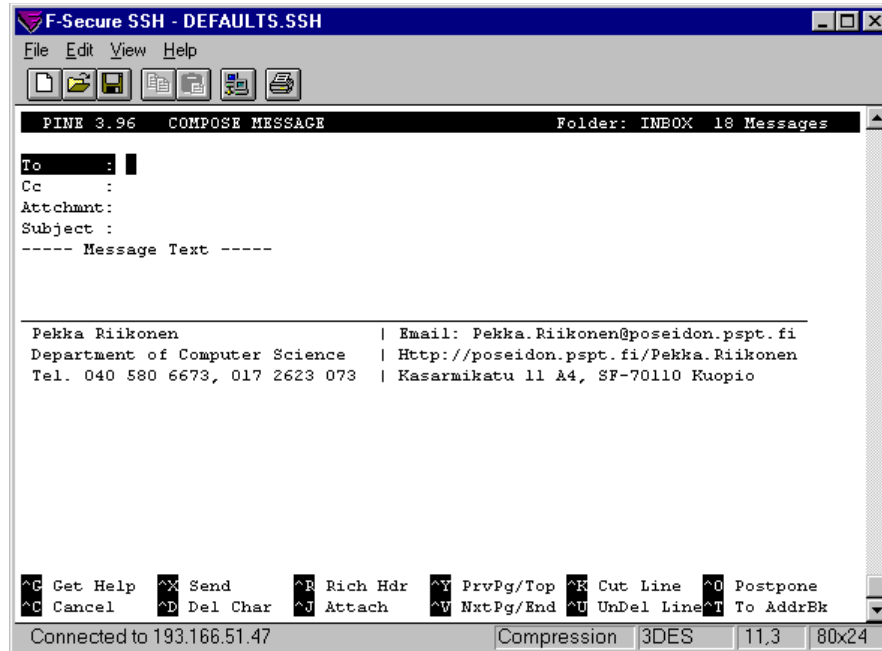 F-Secure SSH - DEFAULTS.SSH
File Edit View Help
PINE 3.96 COMPOSE MESSAGE Folder: INBOX 18 Messages
To :
Cc :
Attchmnt:
Subject :
----- Message Text -----
Pekka Riikonen | Email: Pekka.Riikonen@poseidon.pspt.fi
Department of Computer Science | Http://poseidon.pspt.fi/Pekka.Riikonen
Tel. 040 580 6673, 017 2623 073 | Kasarmikatu 11 A4, SF-70110 Kuopio
^G Get Help ^X Send ^R Rich Hdr ^Y PrvPg/Top ^K Cut Line ^O Postpone
^C Cancel ^D Del Char ^J Attach ^V NxtPg/End ^U UnDel Line^T To AddrBk
Connected to 193.166.51.47 Compression 3DES 11,3 80x24